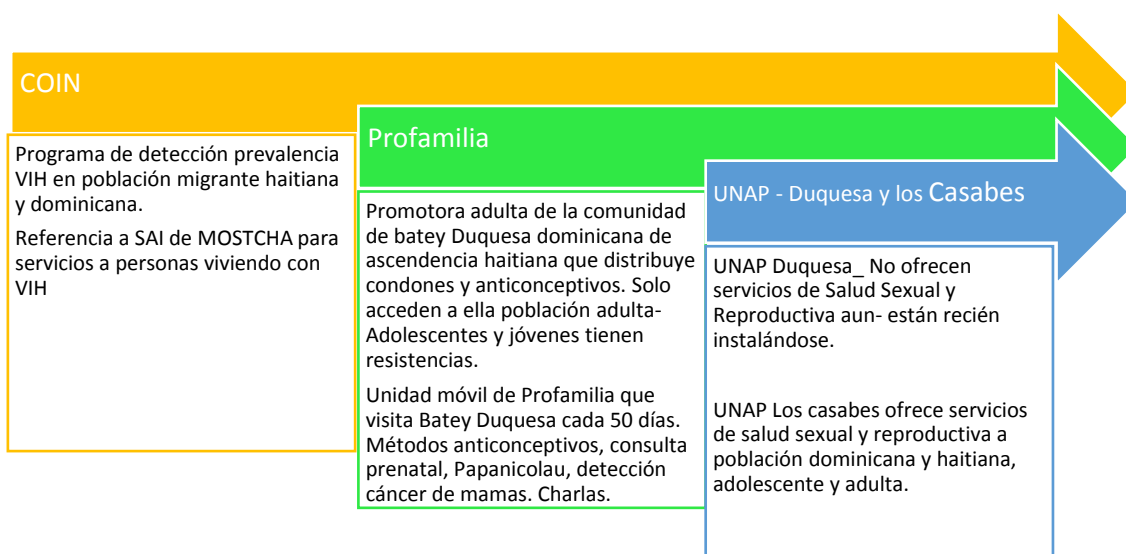 COIN
Programa de detección prevalencia
VIH en población migrante haitiana
y dominicana.
Referencia a SAI de MOSTCHA para
servicios a personas viviendo con
VIH
Profamilia
Promotora adulta de la comunidad
de batey Duquesa dominicana de
ascendencia haitiana que distribuye
condones y anticonceptivos. Solo
acceden a ella población adulta-
Adolescentes y jóvenes tienen
resistencias.
Unidad móvil de Profamilia que
visita Batey Duquesa cada 50 días.
Métodos anticonceptivos, consulta
prenatal, Papanicolau, detección
cáncer de mamas. Charlas.
UNAP - Duquesa y los Casabes
UNAP Duquesa_ No ofrecen
servicios de Salud Sexual y
Reproductiva aun- están recién
instalándose.
UNAP Los casabes ofrece servicios
de salud sexual y reproductiva a
población dominicana y haitiana,
adolescente y adulta.